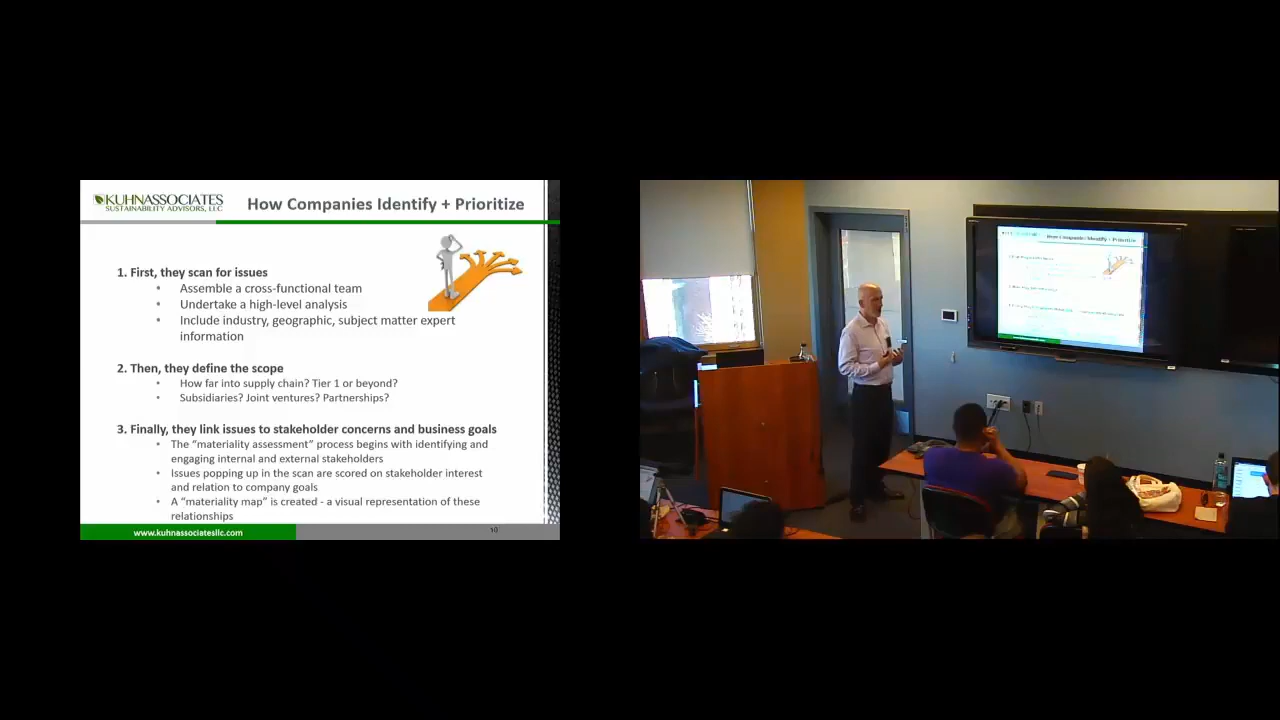 KUHNASSOCIATES
SUSTAINABILITY ADVISORS, LLC
How Companies Identify + Prioritize
1. First, they scan for issues
• Assemble a cross-functional team
• Undertake a high-level analysis
• Include industry, geographic, subject matter expert
information
2. Then, they define the scope
• How far into supply chain? Tier 1 or beyond?
• Subsidiaries? Joint ventures? Partnerships?
3. Finally, they link issues to stakeholder concerns and business goals
• The “materiality assessment” process begins with identifying and
engaging internal and external stakeholders
• Issues popping up in the scan are scored on stakeholder interest
and relation to company goals
• A “materiality map” is created - a visual representation of these
relationships
www.kuhnassociatesllc.com
How Companies Identify + Prioritize